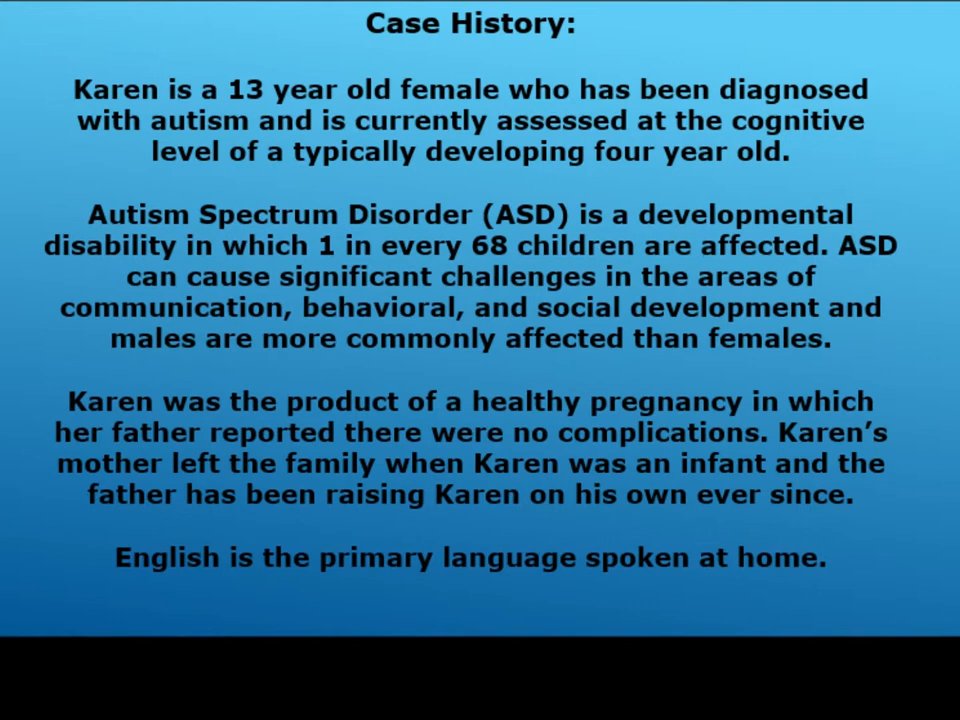 Case History:
Karen is a 13 year old female who has been diagnosed
with autism and is currently assessed at the cognitive
level of a typically developing four year old.
Autism Spectrum Disorder (ASD) is a developmental
disability in which 1 in every 68 children are affected. ASD
can cause significant challenges in the areas of
communication, behavioral, and social development and
males are more commonly affected than females.
Karen was the product of a healthy pregnancy in which
her father reported there were no complications. Karen’s
mother left the family when Karen was an infant and the
father has been raising Karen on his own ever since.
English is the primary language spoken at home.